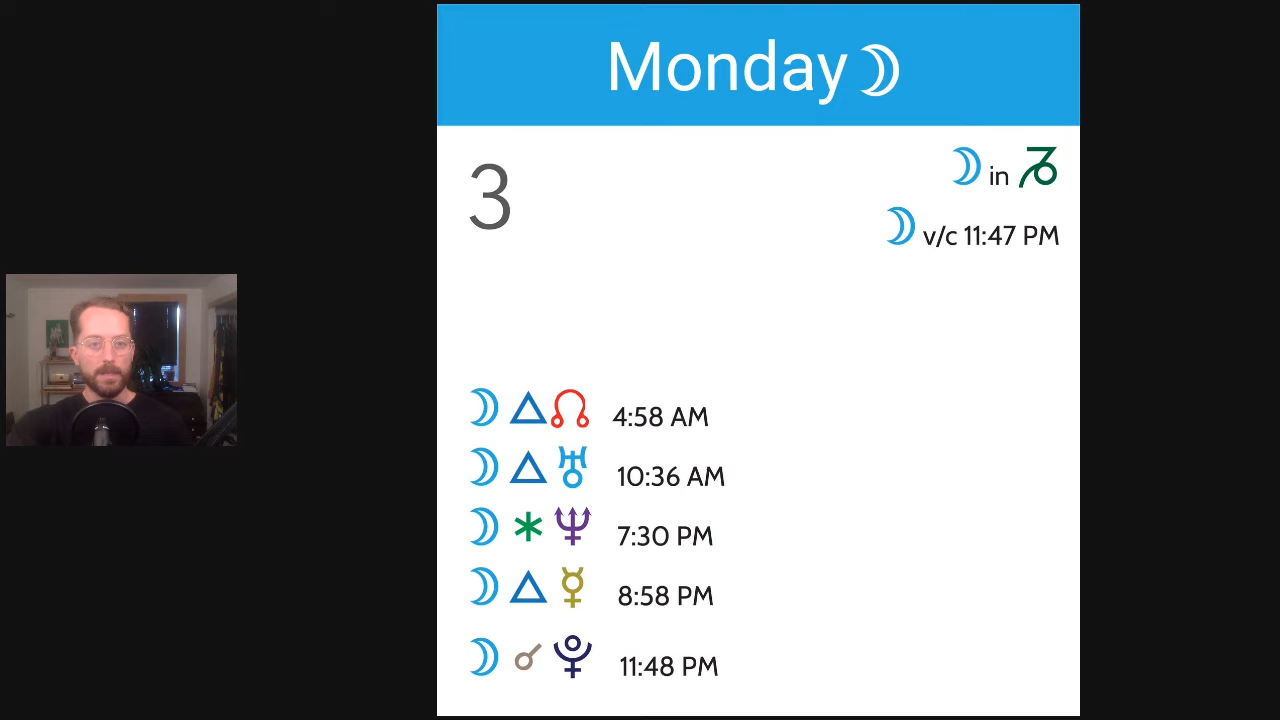 Monday☽
3
☽ in ♑
☽ v/c 11:47 PM
☽ △ ☊ 4:58 AM
☽ △ ♅ 10:36 AM
☽ ⚹ ♆ 7:30 PM
☽ △ ☿ 8:58 PM
☽ ☌ ♇ 11:48 PM